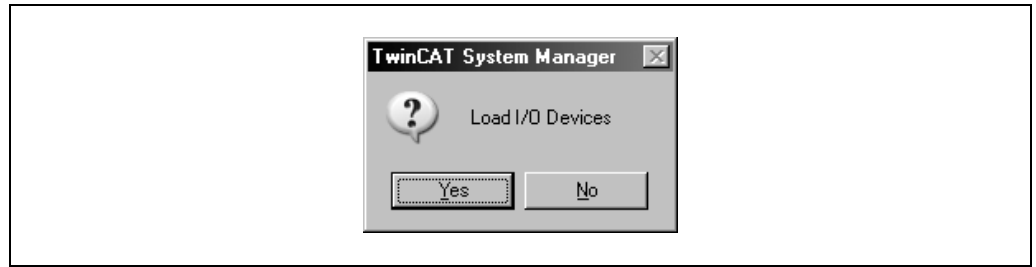 TwinCAT System Manager
Load I/O Devices
Yes No